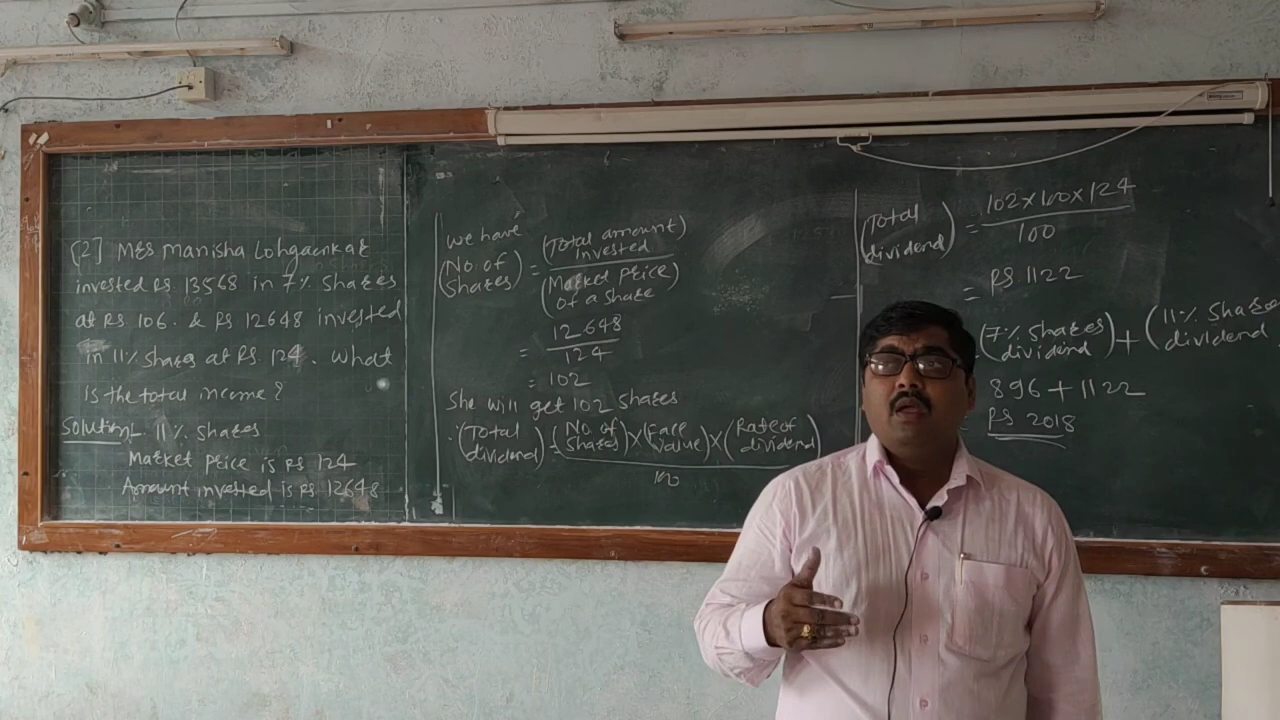 [2] Mrs Manisha Lohgaonkar
invested Rs. 13568 in 7% shares
at Rs 106. & Rs 12648 invested
in 11% shares at Rs. 124. What
is the total income?
Solution 11% shares
Market price is Rs 124
Amount invested is Rs 12648
We have
(No. of shares) = (Total amount invested) / (Market price of a share)
= 12648 / 124
= 102
She will get 102 shares
∴ (Total dividend) = (No. of shares) × (Face value) × (Rate of dividend) / 100
(Total dividend) = 102 × 100 × 124 / 100
= Rs 1122
(7% shares dividend) + (11% share dividend
896 + 1122
Rs 2018